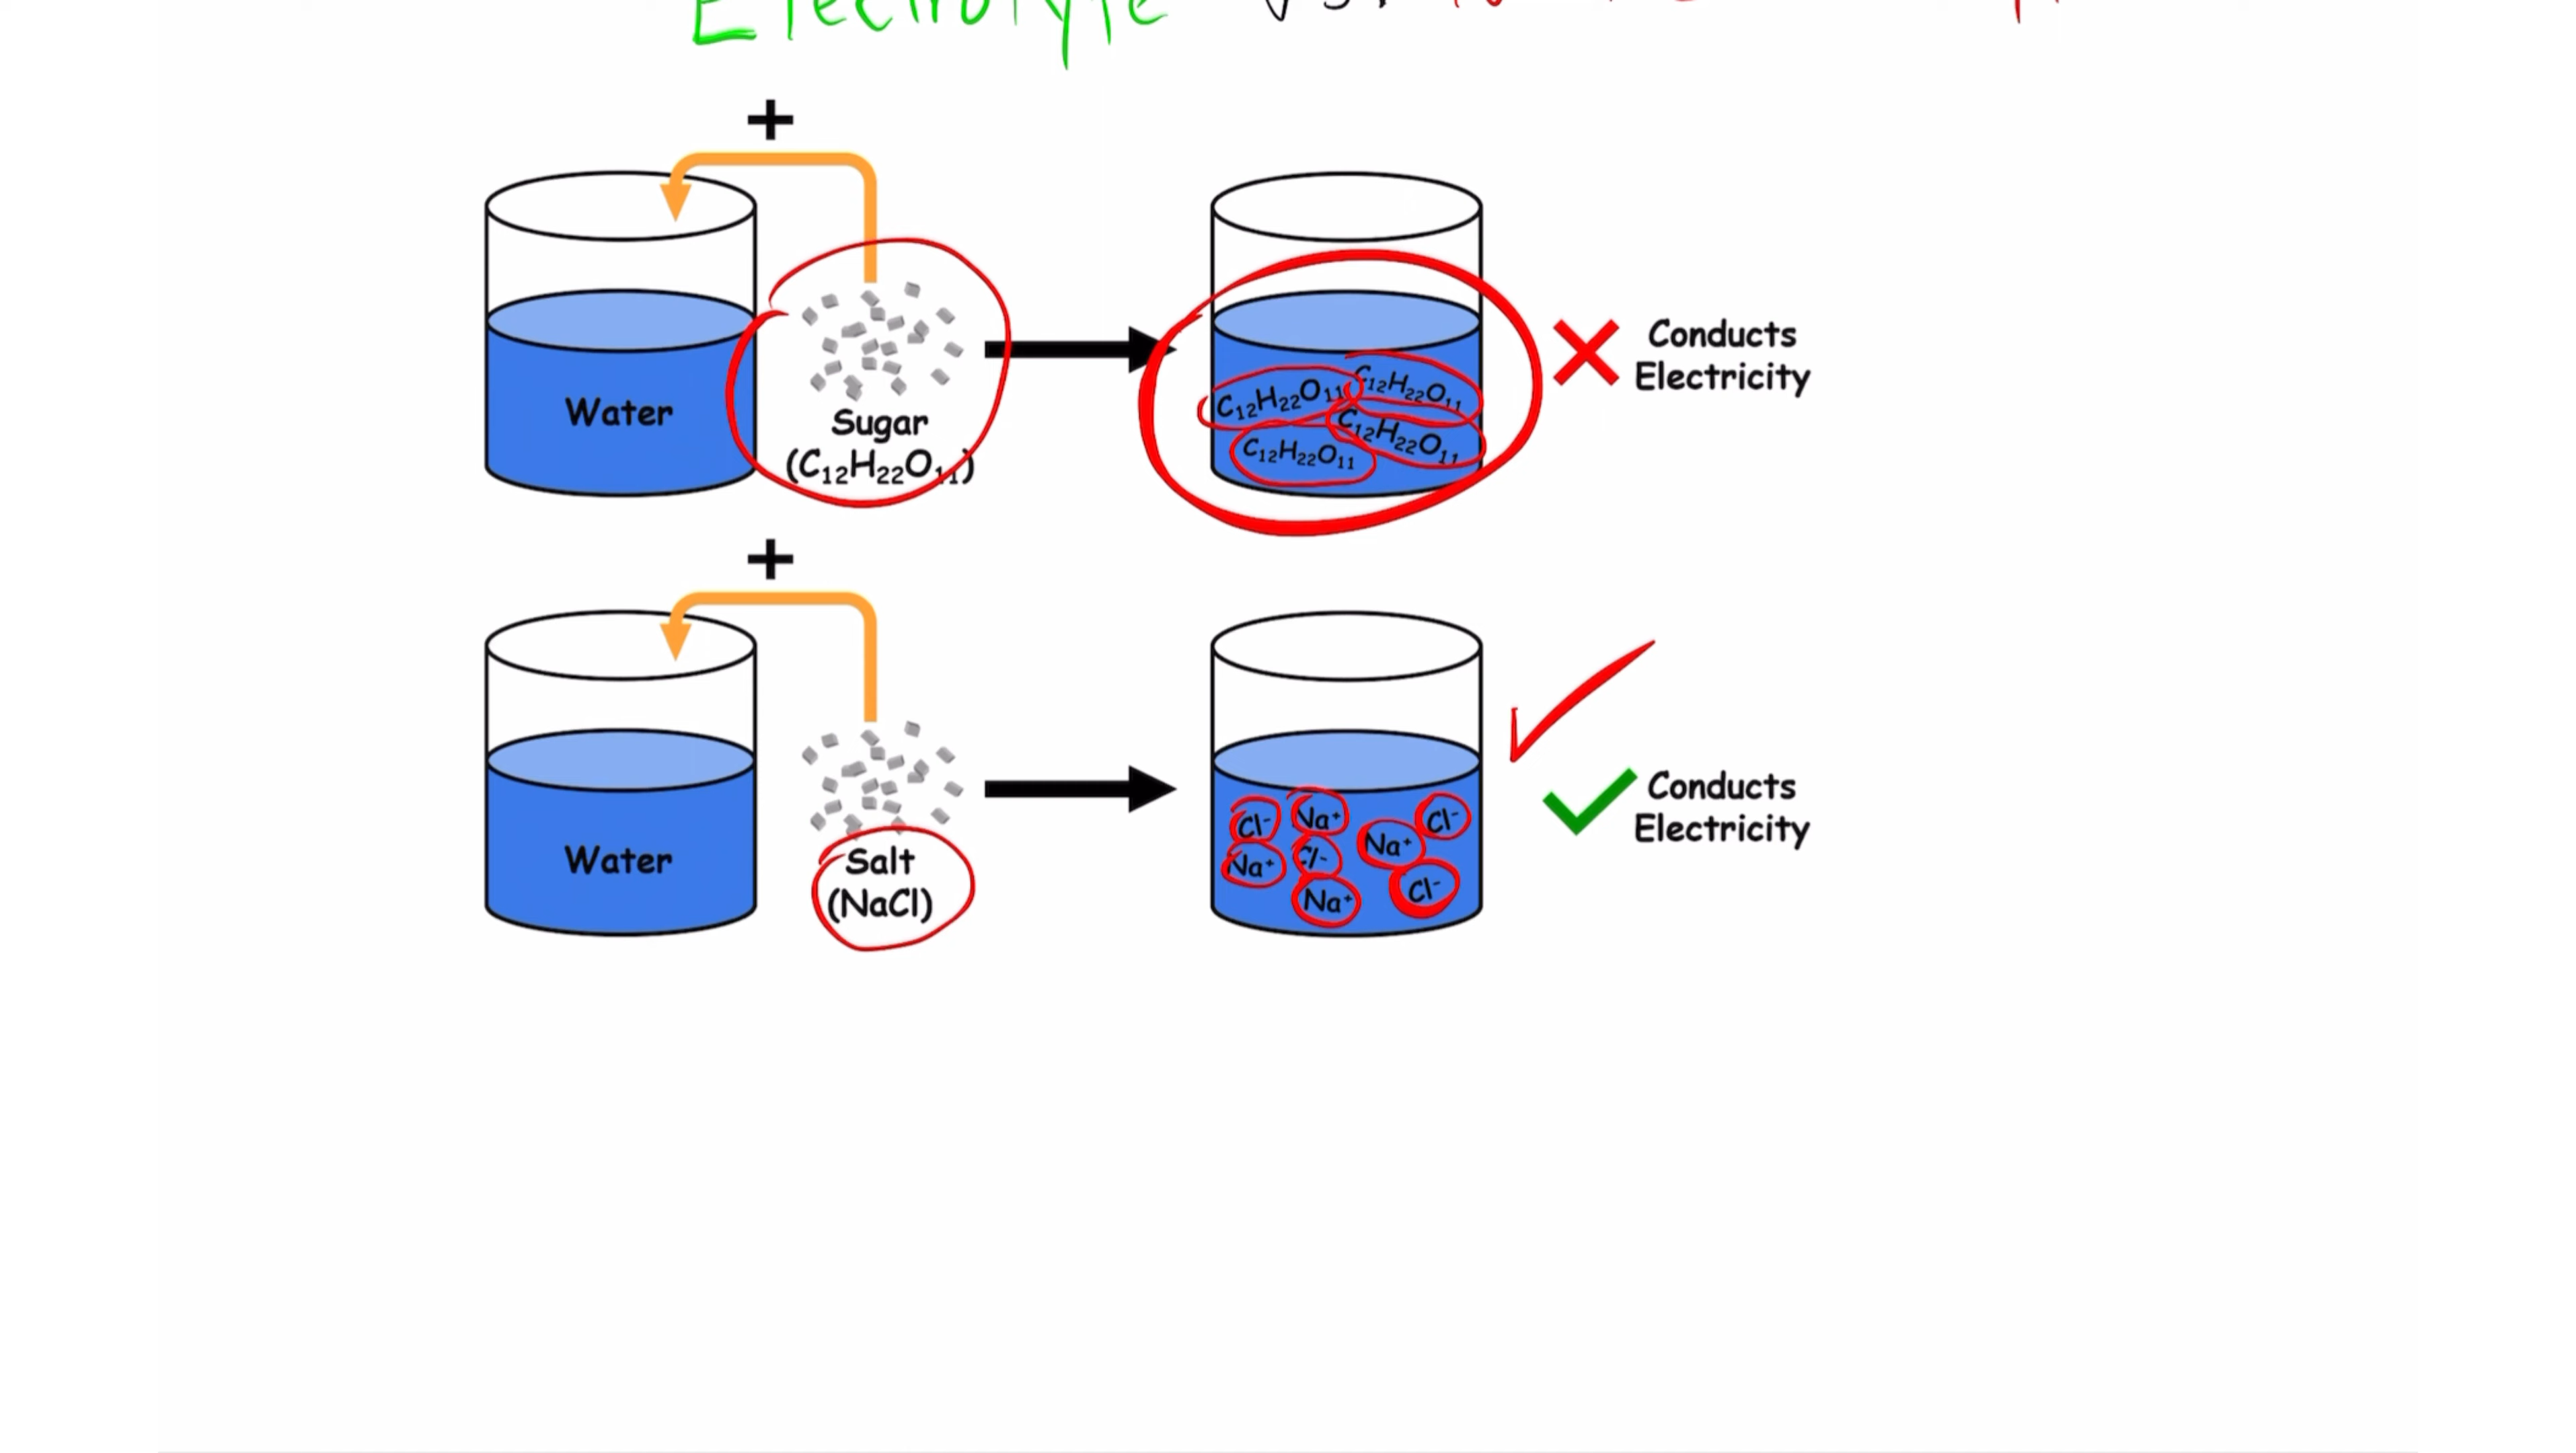 Electrolyte vs.
+
Water
Sugar
(C₁₂H₂₂O₁₁)
C₁₂H₂₂O₁₁
C₁₂H₂₂O₁₁
C₁₂H₂₂O₁₁
C₁₂H₂₂O₁₁
Conducts
Electricity
+
Water
Salt
(NaCl)
Cl⁻ Na⁺ Cl⁻
Na⁺ Cl⁻ Na⁺
Na⁺ Cl⁻
Conducts
Electricity